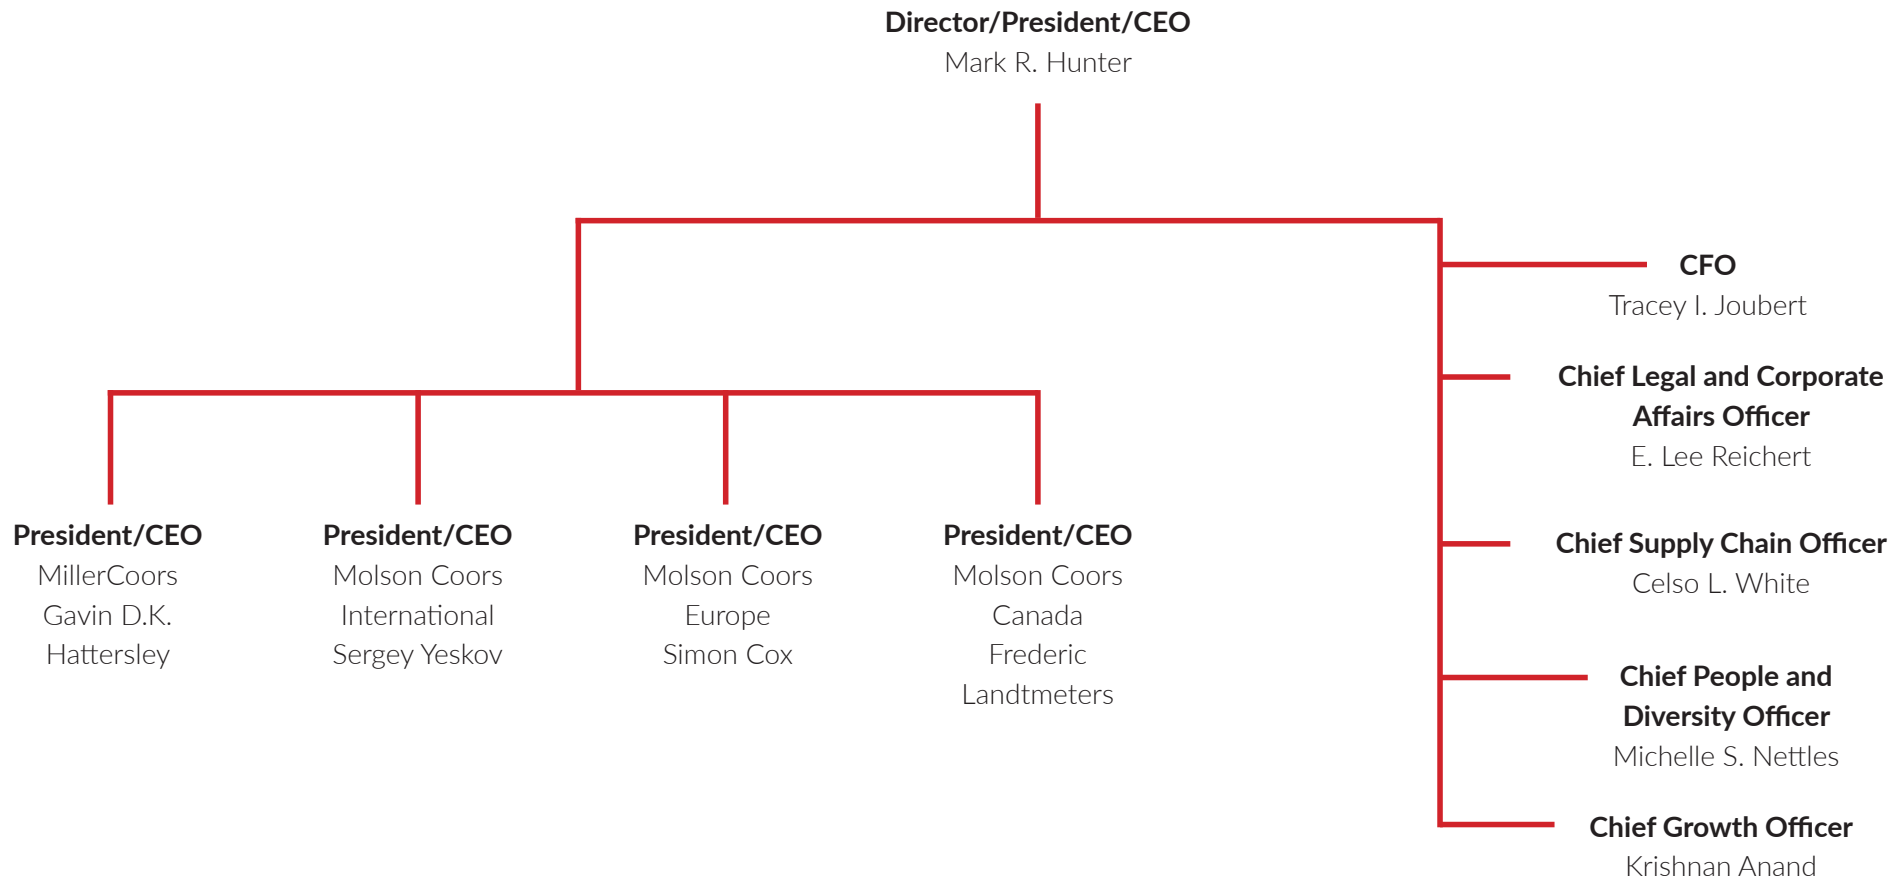 Director/President/CEO
Mark R. Hunter
CFO
Tracey I. Joubert
Chief Legal and Corporate
Affairs Officer
E. Lee Reichert
Chief Supply Chain Officer
Celso L. White
Chief People and
Diversity Officer
Michelle S. Nettles
Chief Growth Officer
Krishnan Anand
President/CEO
MillerCoors
Gavin D.K.
Hattersley
President/CEO
Molson Coors
International
Sergey Yeskov
President/CEO
Molson Coors
Europe
Simon Cox
President/CEO
Molson Coors
Canada
Frederic
Landtmeters